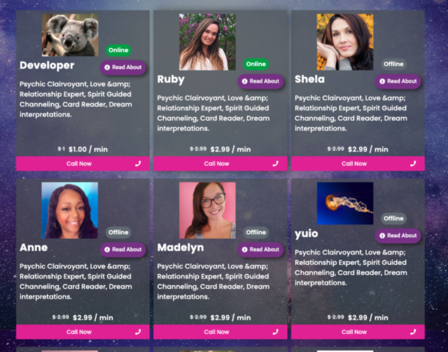 Online
Developer
Read About
Psychic Clairvoyant, Love &amp;
Relationship Expert, Spirit Guided
Channeling, Card Reader, Dream
interpretations.
$ 1 $1.00 / min
Call Now
Online
Ruby
Read About
Psychic Clairvoyant, Love &amp;
Relationship Expert, Spirit Guided
Channeling, Card Reader, Dream
interpretations.
$ 2.99 $2.99 / min
Call Now
Offline
Shela
Read About
Psychic Clairvoyant, Love &amp;
Relationship Expert, Spirit Guided
Channeling, Card Reader, Dream
interpretations.
$ 2.99 $2.99 / min
Call Now
Offline
Anne
Read About
Psychic Clairvoyant, Love &amp;
Relationship Expert, Spirit Guided
Channeling, Card Reader, Dream
interpretations.
$ 2.99 $2.99 / min
Call Now
Offline
Madelyn
Read About
Psychic Clairvoyant, Love &amp;
Relationship Expert, Spirit Guided
Channeling, Card Reader, Dream
interpretations.
$ 2.99 $2.99 / min
Call Now
Offline
yuio
Read About
Psychic Clairvoyant, Love &amp;
Relationship Expert, Spirit Guided
Channeling, Card Reader, Dream
interpretations.
$ 2.99 $2.99 / min
Call Now